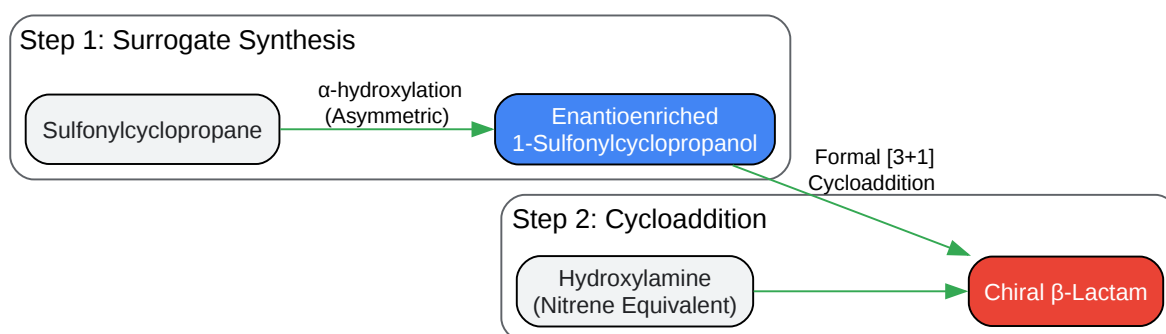 Step 1: Surrogate Synthesis
Sulfonylcyclopropane
α-hydroxylation
(Asymmetric)
Enantioenriched
1-Sulfonylcyclopropanol
Formal [3+1]
Cycloaddition
Step 2: Cycloaddition
Hydroxylamine
(Nitrene Equivalent)
Chiral β-Lactam